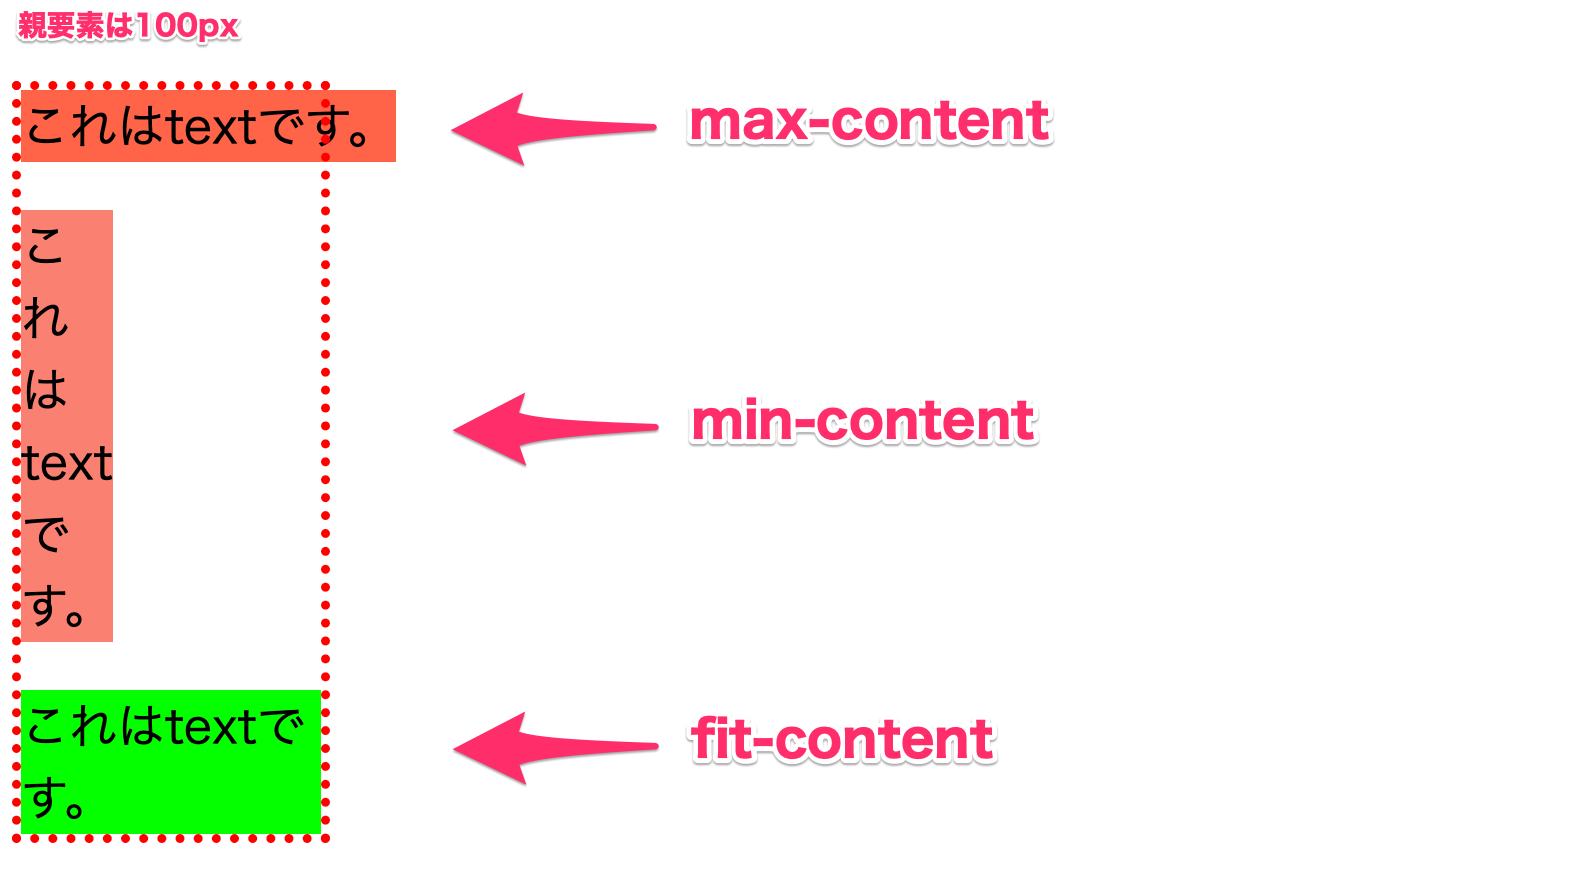 親要素は100px
これはtextです。
max-content
こ
れ
は
text
で
す。
min-content
これはtextで
す。
fit-content